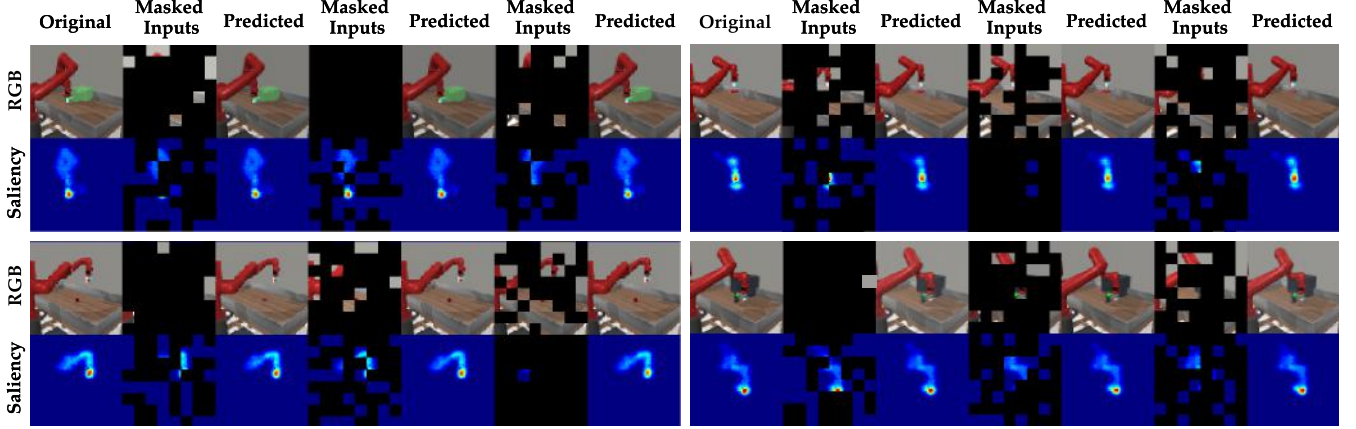 Original Masked Inputs Predicted Masked Inputs Predicted Masked Inputs Predicted Original Masked Inputs Predicted Masked Inputs Predicted Masked Inputs Predicted
RGB
Saliency
RGB
Saliency